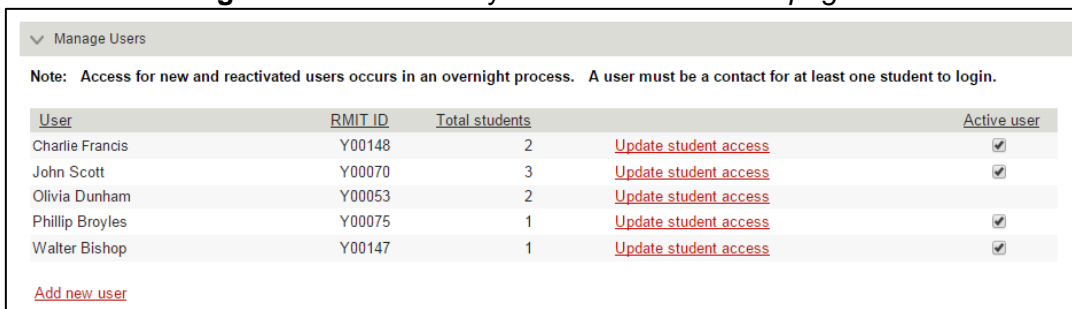 Manage Users
Note: Access for new and reactivated users occurs in an overnight process. A user must be a contact for at least one student to login.
User RMIT ID Total students Active user
Charlie Francis Y00148 2 Update student access
John Scott Y00070 3 Update student access
Olivia Dunham Y00053 2 Update student access
Phillip Broyles Y00075 1 Update student access
Walter Bishop Y00147 1 Update student access
Add new user